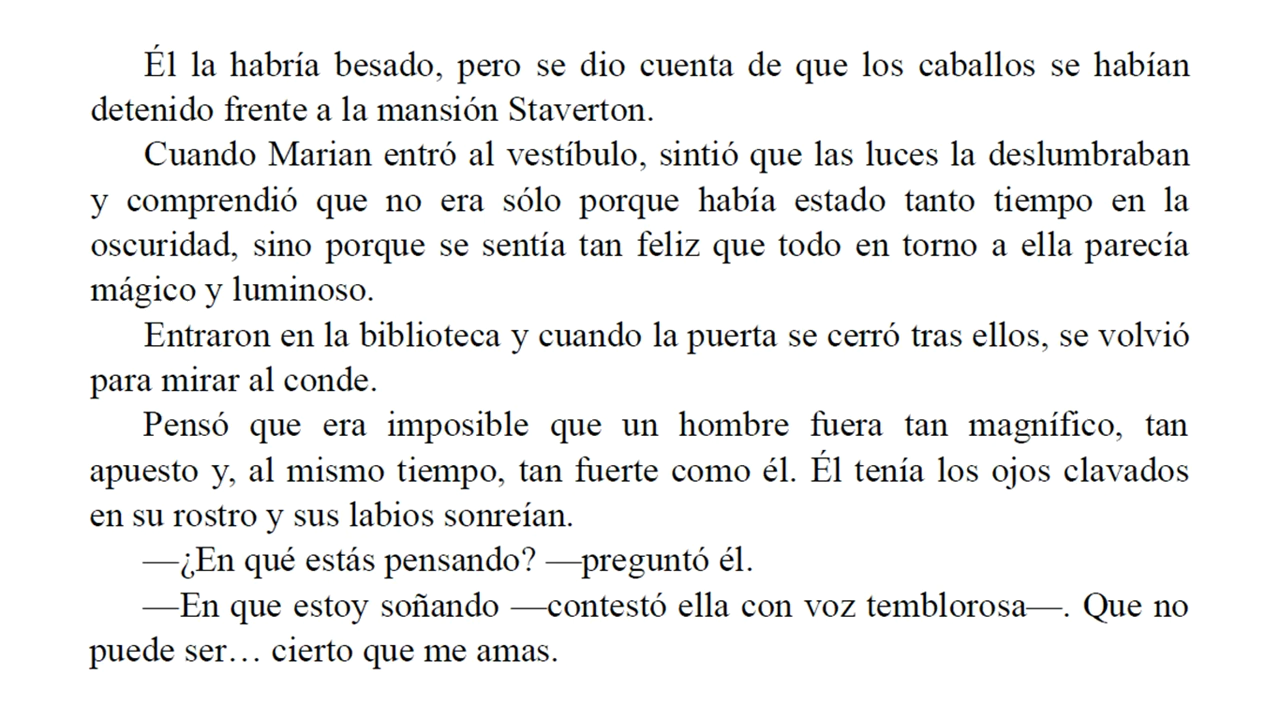 Él la habría besado, pero se dio cuenta de que los caballos se habían
detenido frente a la mansión Staverton.
Cuando Marian entró al vestíbulo, sintió que las luces la deslumbraban
y comprendió que no era sólo porque había estado tanto tiempo en la
oscuridad, sino porque se sentía tan feliz que todo en torno a ella parecía
mágico y luminoso.
Entraron en la biblioteca y cuando la puerta se cerró tras ellos, se volvió
para mirar al conde.
Pensó que era imposible que un hombre fuera tan magnífico, tan
apuesto y, al mismo tiempo, tan fuerte como él. Él tenía los ojos clavados
en su rostro y sus labios sonreían.
—¿En qué estás pensando? —preguntó él.
—En que estoy soñando —contestó ella con voz temblorosa—. Que no
puede ser… cierto que me amas.